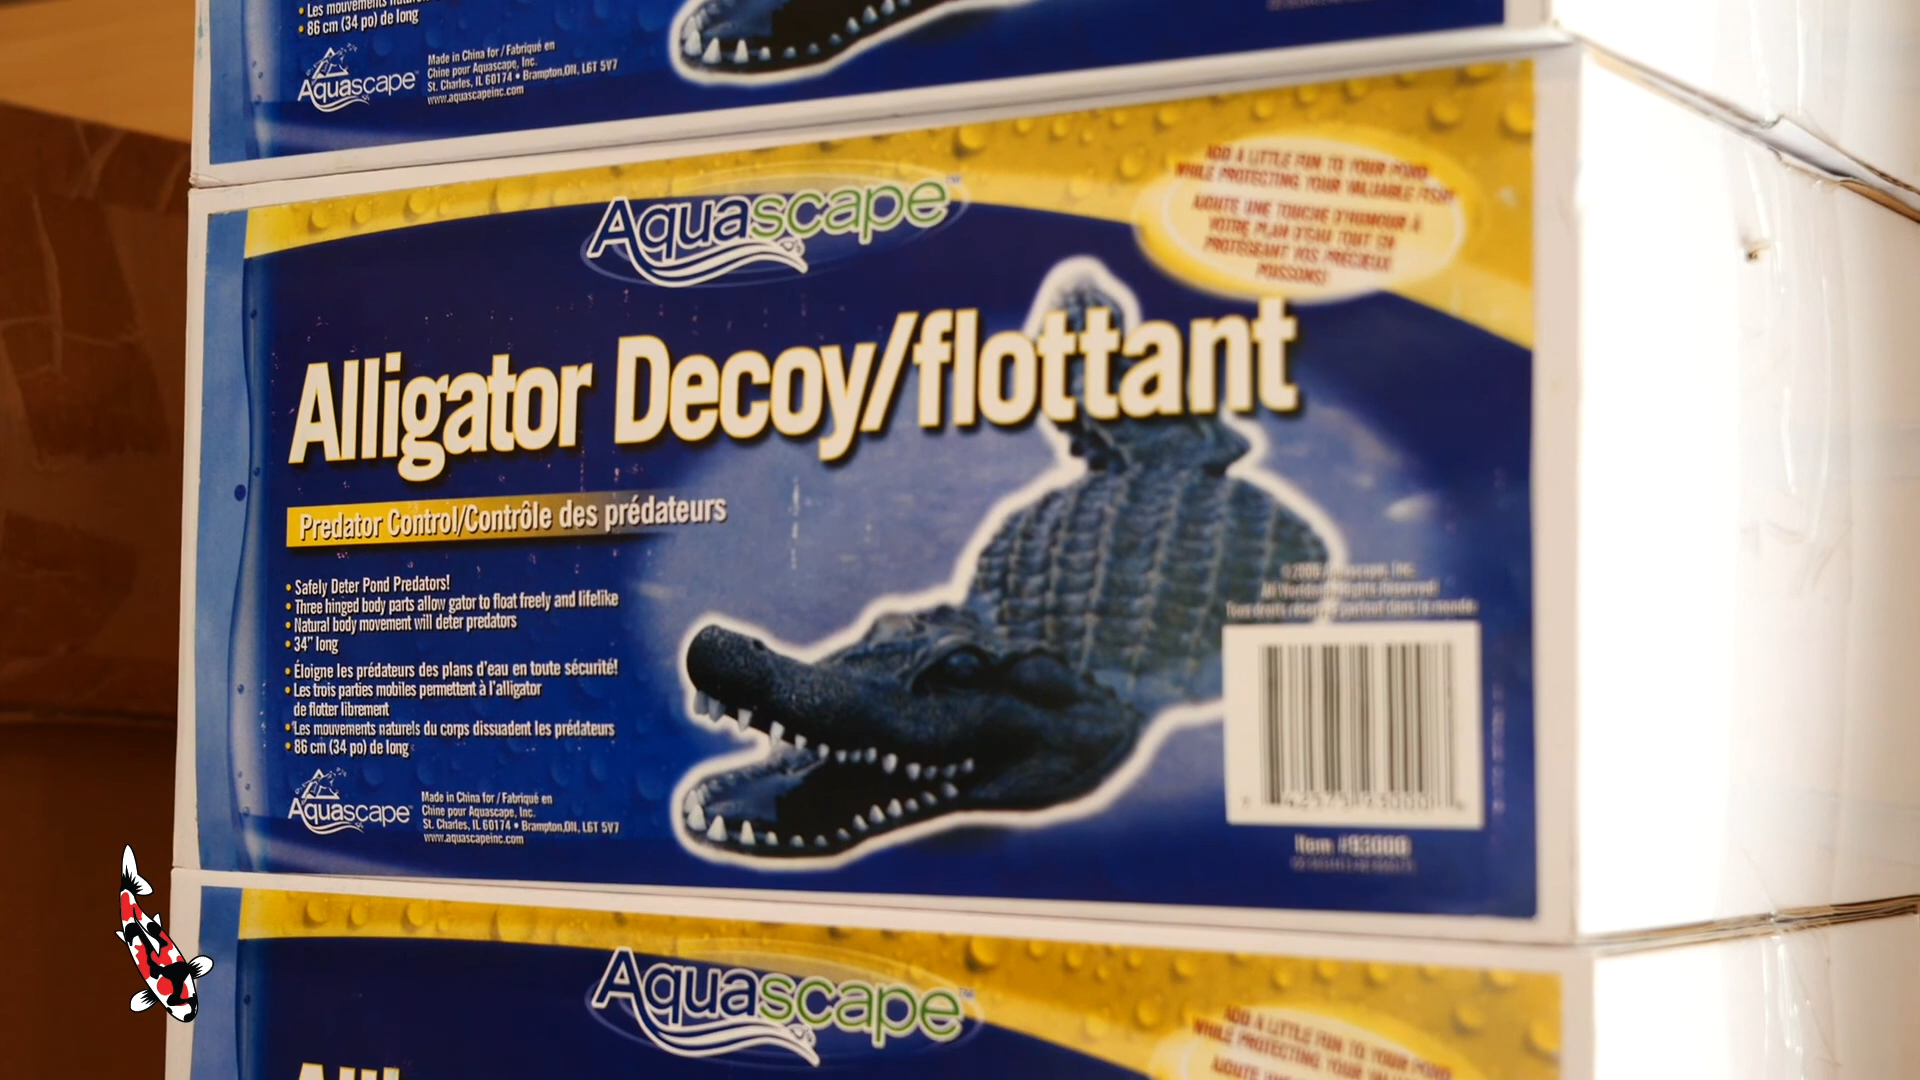 • Les mouvements
• 86 cm (34 po) de long
Aquascape
Made in China for / Fabriqué en
Chine pour Aquascape, Inc.
St. Charles, IL 60174 • Brampton,ON, L6T 5V7
www.aquascapeinc.com
Aquascape™
ADD A LITTLE FUN TO YOUR POND
WHILE PROTECTING YOUR VALUABLE FISH!
AJOUTE UNE TOUCHE D'HUMOUR À
VOTRE PLAN D'EAU TOUT EN
PROTÉGEANT VOS PRÉCIEUX
POISSONS!
Alligator Decoy/flottant
Predator Control/Contrôle des prédateurs
• Safely Deter Pond Predators!
• Three hinged body parts allow gator to float freely and lifelike
• Natural body movement will deter predators
• 34" long
• Éloigne les prédateurs des plans d'eau en toute sécurité!
• Les trois parties mobiles permettent à l'alligator
de flotter librement
• Les mouvements naturels du corps dissuadent les prédateurs
• 86 cm (34 po) de long
Aquascape
Made in China for / Fabriqué en
Chine pour Aquascape, Inc.
St. Charles, IL 60174 • Brampton,ON, L6T 5V7
www.aquascapeinc.com
Inc.
All Worldwide Rights Reserved!
Tous droits partout dans le monde
Item #93000
Aquascape™
ADD A LITTLE FUN TO YOUR POND
WHILE PROTECTING YOUR
AJOUTE